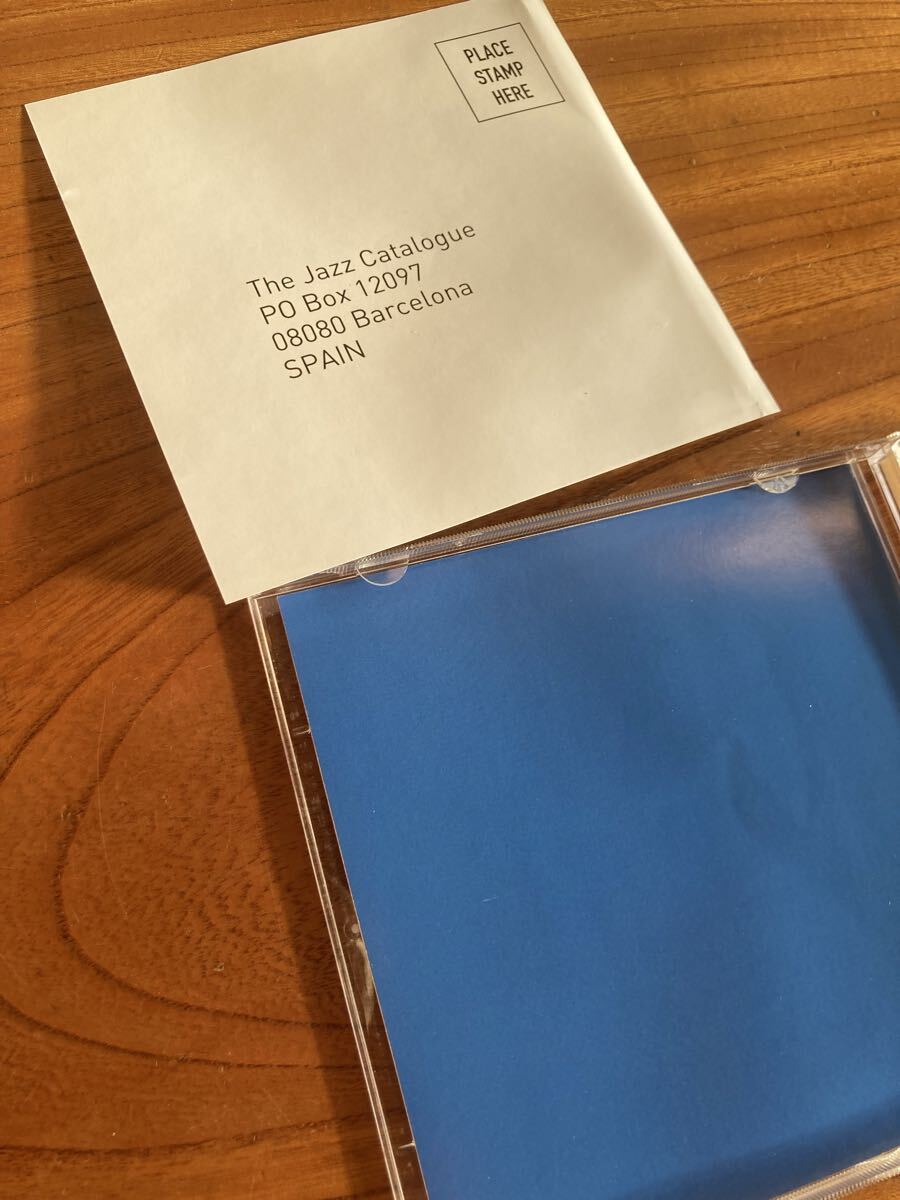 PLACE
STAMP
HERE
The Jazz Catalogue
PO Box 12097
08080 Barcelona
SPAIN